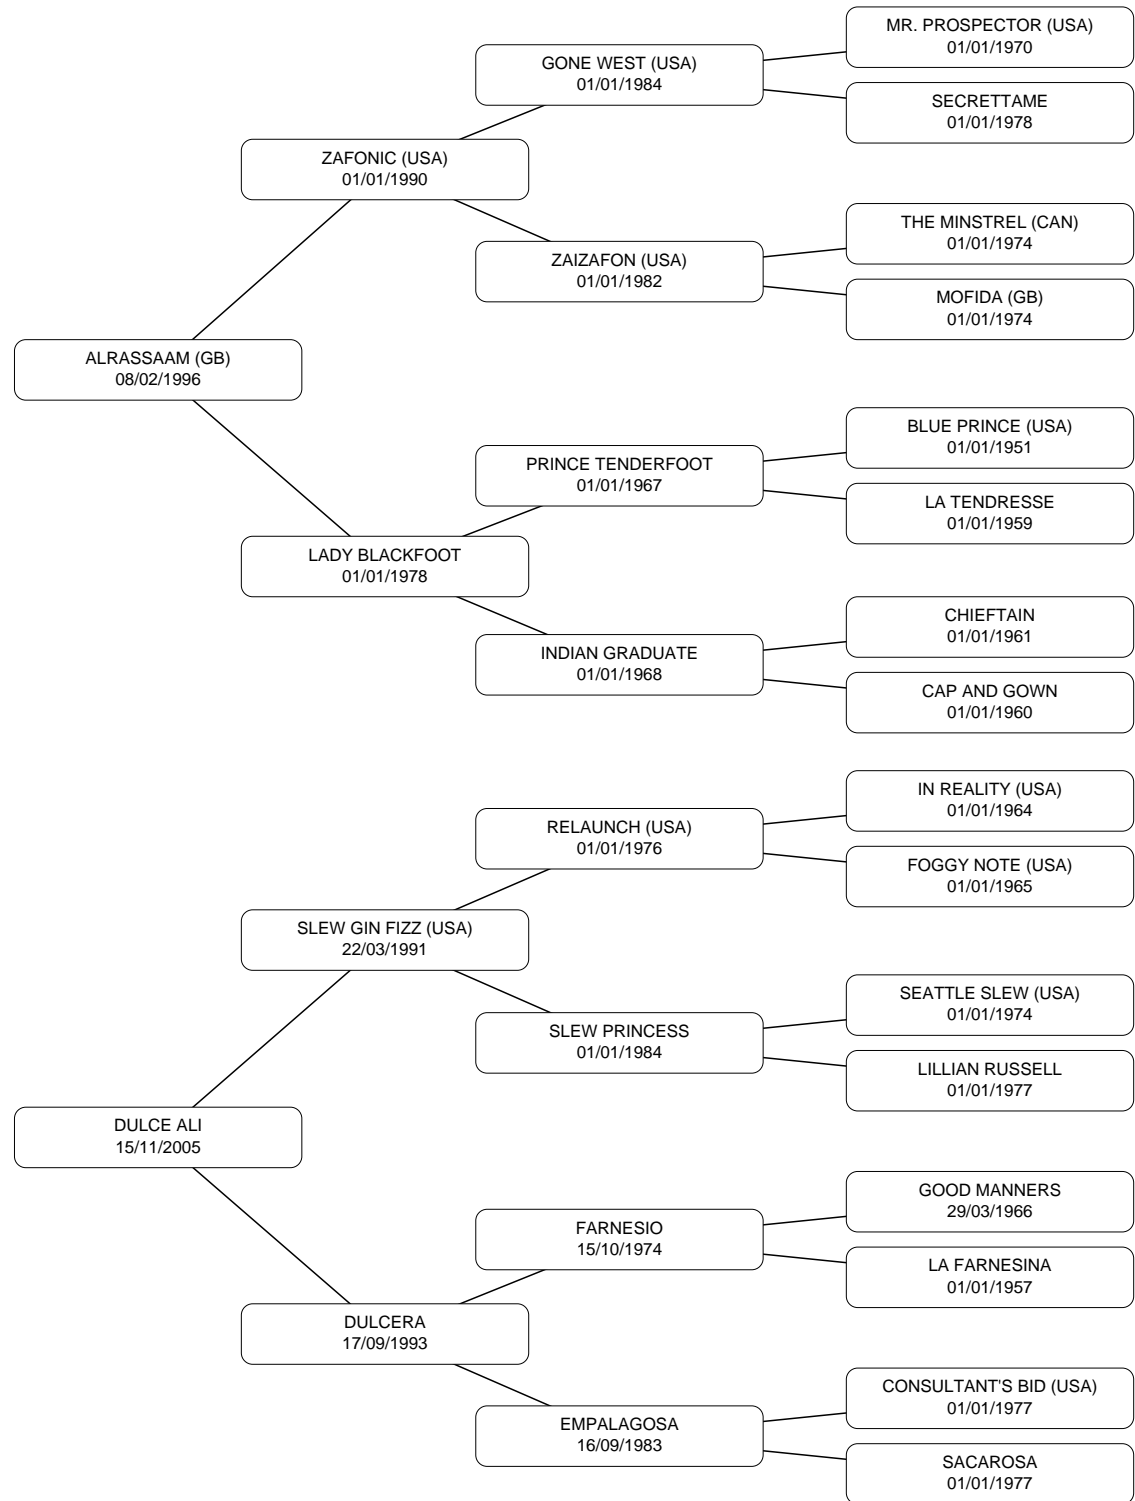 MR. PROSPECTOR (USA)
01/01/1970
GONE WEST (USA)
01/01/1984
SECRETTAME
01/01/1978
ZAFONIC (USA)
01/01/1990
THE MINSTREL (CAN)
01/01/1974
ZAIZAFON (USA)
01/01/1982
MOFIDA (GB)
01/01/1974
ALRASSAAM (GB)
08/02/1996
BLUE PRINCE (USA)
01/01/1951
PRINCE TENDERFOOT
01/01/1967
LA TENDRESSE
01/01/1959
LADY BLACKFOOT
01/01/1978
CHIEFTAIN
01/01/1961
INDIAN GRADUATE
01/01/1968
CAP AND GOWN
01/01/1960
IN REALITY (USA)
01/01/1964
RELAUNCH (USA)
01/01/1976
FOGGY NOTE (USA)
01/01/1965
SLEW GIN FIZZ (USA)
22/03/1991
SEATTLE SLEW (USA)
01/01/1974
SLEW PRINCESS
01/01/1984
LILLIAN RUSSELL
01/01/1977
DULCE ALI
15/11/2005
GOOD MANNERS
29/03/1966
FARNESIO
15/10/1974
LA FARNESINA
01/01/1957
DULCERA
17/09/1993
CONSULTANT'S BID (USA)
01/01/1977
EMPALAGOSA
16/09/1983
SACAROSA
01/01/1977